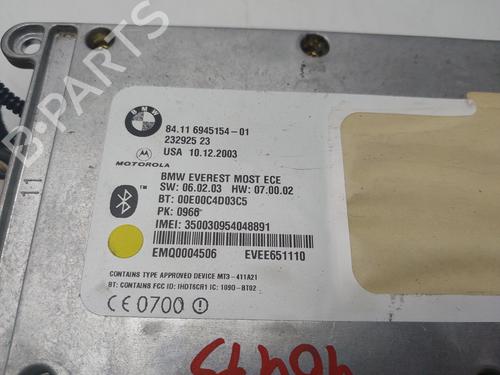 BMW
84.11 6945154-01
232925 23
USA 10.12.2003
MOTOROLA
BMW EVEREST MOST ECE
SW: 06.02.03 HW: 07.00.02
BT: 00E00C4D03C5
PK: 0966
IMEI: 350030954048891
EMQ0004506 EVEE651110
CONTAINS TYPE APPROVED DEVICE MT3-411A21
BT: CONTAINS FCC ID: IHDT6CR1 IC: 109O-BT02
CE0700
11
B-PARTS